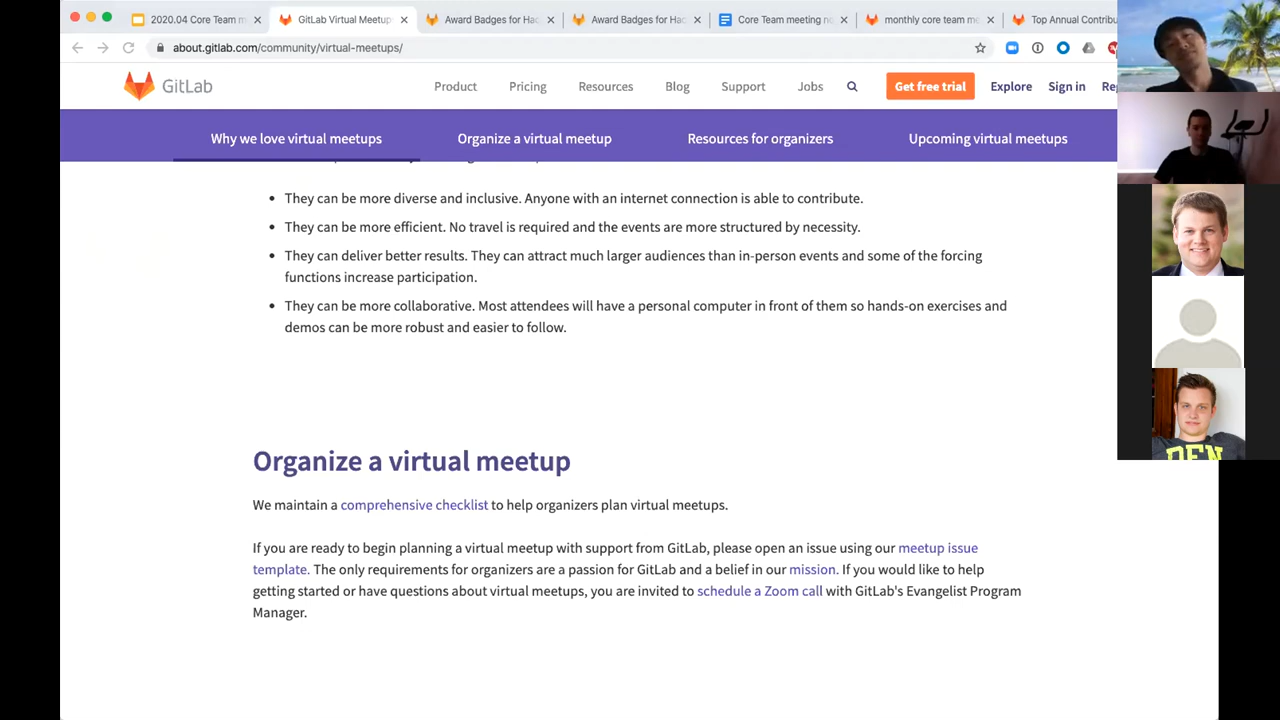 2020.04 Core Team m
GitLab Virtual Meetup
Award Badges for Hac
Award Badges for Hac
Core Team meeting no
monthly core team me
Top Annual Contribu
about.gitlab.com/community/virtual-meetups/
GitLab
Product
Pricing
Resources
Blog
Support
Jobs
Get free trial
Explore
Sign in
Re
Why we love virtual meetups
Organize a virtual meetup
Resources for organizers
Upcoming virtual meetups
They can be more diverse and inclusive. Anyone with an internet connection is able to contribute.
They can be more efficient. No travel is required and the events are more structured by necessity.
They can deliver better results. They can attract much larger audiences than in-person events and some of the forcing
functions increase participation.
They can be more collaborative. Most attendees will have a personal computer in front of them so hands-on exercises and
demos can be more robust and easier to follow.
Organize a virtual meetup
We maintain a comprehensive checklist to help organizers plan virtual meetups.
If you are ready to begin planning a virtual meetup with support from GitLab, please open an issue using our meetup issue
template. The only requirements for organizers are a passion for GitLab and a belief in our mission. If you would like to help
getting started or have questions about virtual meetups, you are invited to schedule a Zoom call with GitLab's Evangelist Program
Manager.
DEN